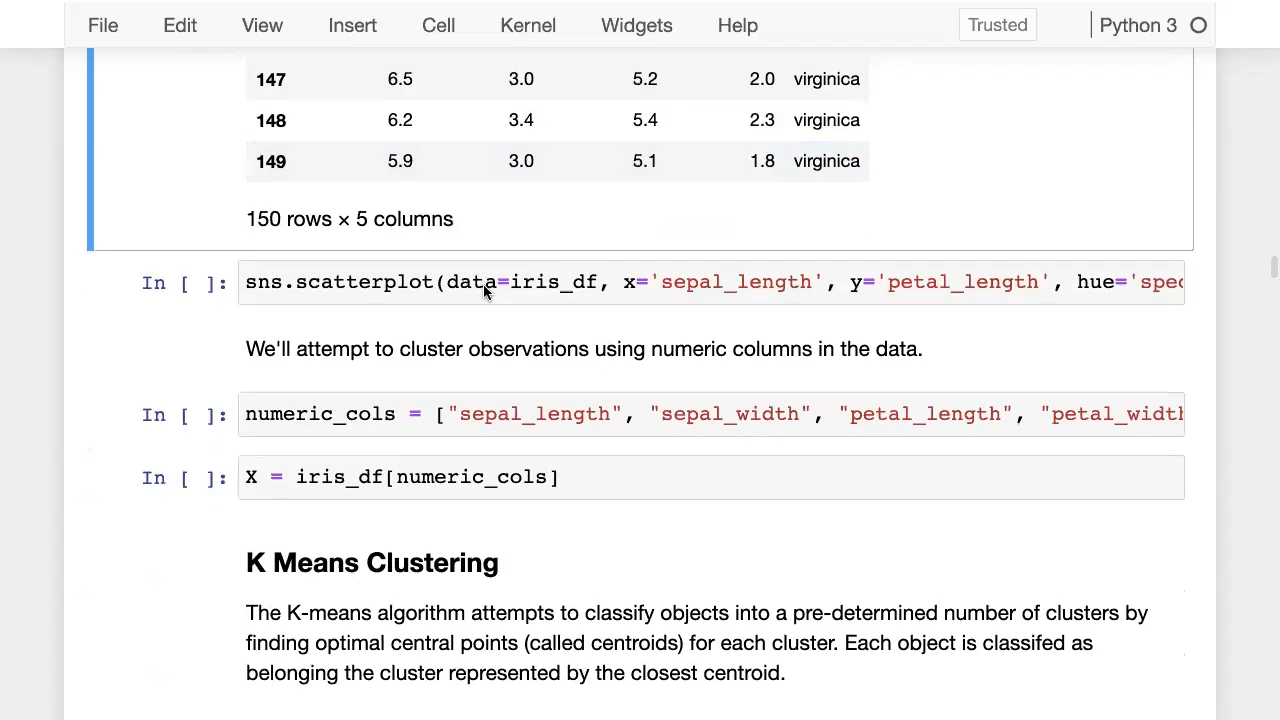 File Edit View Insert Cell Kernel Widgets Help Trusted Python 3
147 6.5 3.0 5.2 2.0 virginica
148 6.2 3.4 5.4 2.3 virginica
149 5.9 3.0 5.1 1.8 virginica
150 rows × 5 columns
In [ ]: sns.scatterplot(data=iris_df, x='sepal_length', y='petal_length', hue='spec
We'll attempt to cluster observations using numeric columns in the data.
In [ ]: numeric_cols = ["sepal_length", "sepal_width", "petal_length", "petal_width
In [ ]: X = iris_df[numeric_cols]
K Means Clustering
The K-means algorithm attempts to classify objects into a pre-determined number of clusters by
finding optimal central points (called centroids) for each cluster. Each object is classifed as
belonging the cluster represented by the closest centroid.